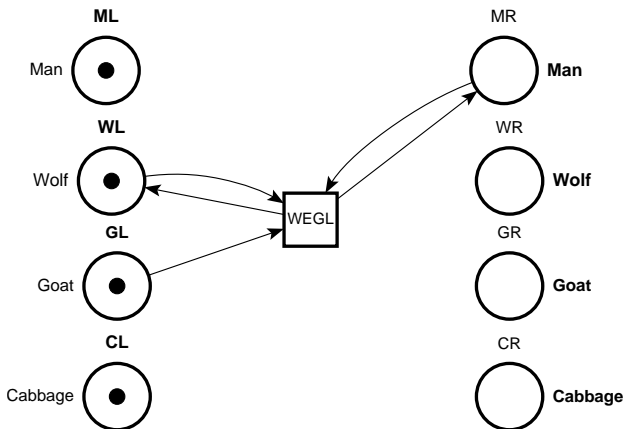 ML
MR
Man
Man
WL
WR
Wolf
Wolf
WEGL
GL
GR
Goat
Goat
CL
CR
Cabbage
Cabbage